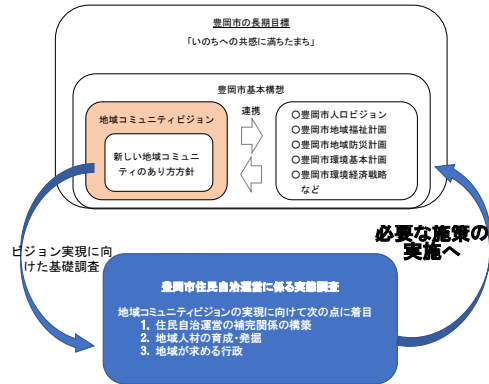 豊岡市の長期目標
「いのちへの共感に満ちたまち」
豊岡市基本構想
地域コミュニティビジョン
新しい地域コミュニ
ティのあり方方針
連携
○豊岡市人口ビジョン
○豊岡市地域福祉計画
○豊岡市地域防災計画
○豊岡市環境基本計画
○豊岡市環境経済戦略
など
ビジョン実現に向
けた基礎調査
必要な施策の
実施へ
豊岡市住民自治運営に係る実態調査
地域コミュニティビジョンの実現に向けて次の点に着目
1. 住民自治運営の補完関係の構築
2. 地域人材の育成・発掘
3. 地域が求める行政